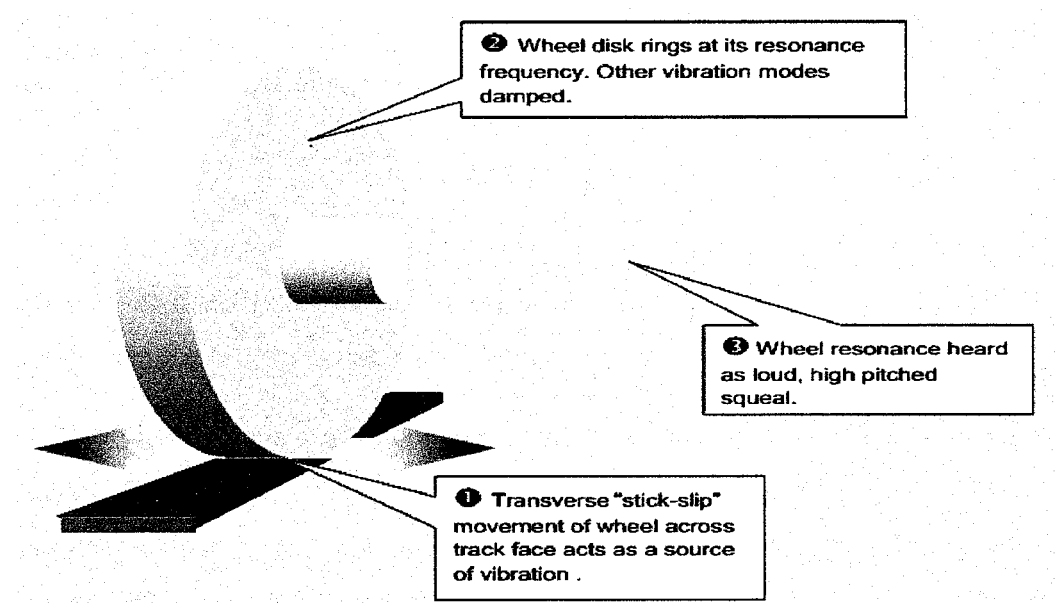 ❷ Wheel disk rings at its resonance
frequency. Other vibration modes
damped.
❸ Wheel resonance heard
as loud, high pitched
squeal.
❶ Transverse "stick-slip"
movement of wheel across
track face acts as a source
of vibration .